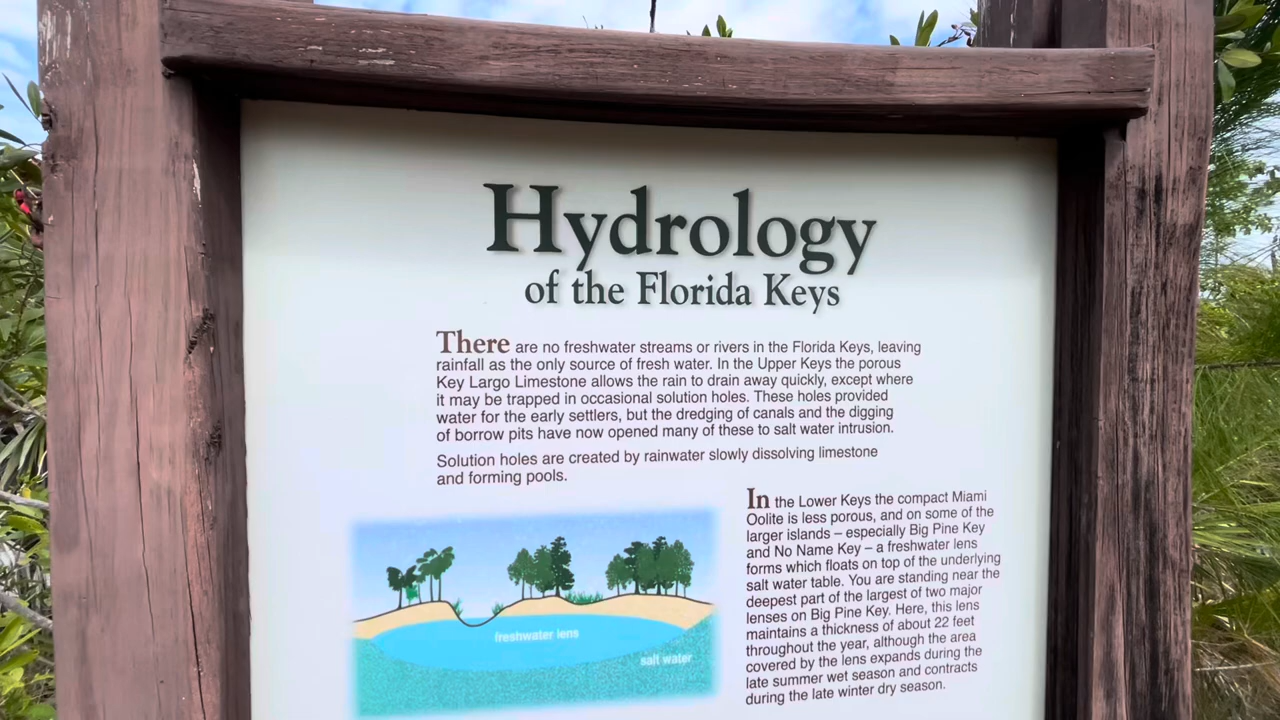 Hydrology
of the Florida Keys
There are no freshwater streams or rivers in the Florida Keys, leaving
rainfall as the only source of fresh water. In the Upper Keys the porous
Key Largo Limestone allows the rain to drain away quickly, except where
it may be trapped in occasional solution holes. These holes provided
water for the early settlers, but the dredging of canals and the digging
of borrow pits have now opened many of these to salt water intrusion.
Solution holes are created by rainwater slowly dissolving limestone
and forming pools.
freshwater lens
salt water
In the Lower Keys the compact Miami
Oolite is less porous, and on some of the
larger islands – especially Big Pine Key
and No Name Key – a freshwater lens
forms which floats on top of the underlying
salt water table. You are standing near the
deepest part of the largest of two major
lenses on Big Pine Key. Here, this lens
maintains a thickness of about 22 feet
throughout the year, although the area
covered by the lens expands during the
late summer wet season and contracts
during the late winter dry season.